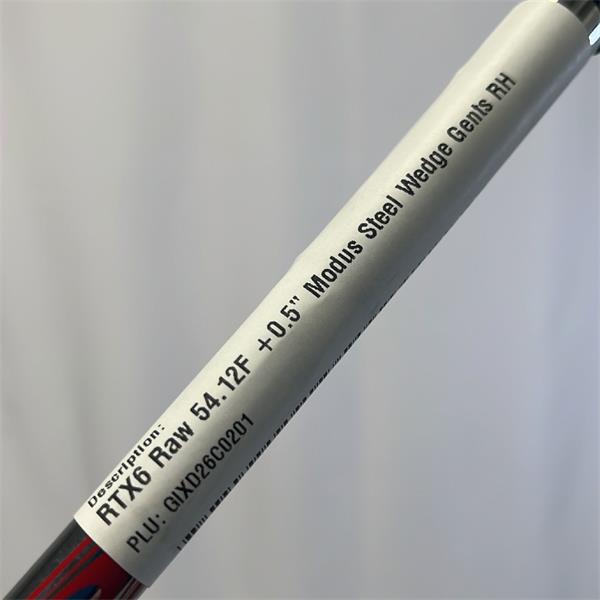 Description:
RTX6 Raw 54.12F +0.5" Modus Steel Wedge Gents RH
PLU: GIXD26C0201